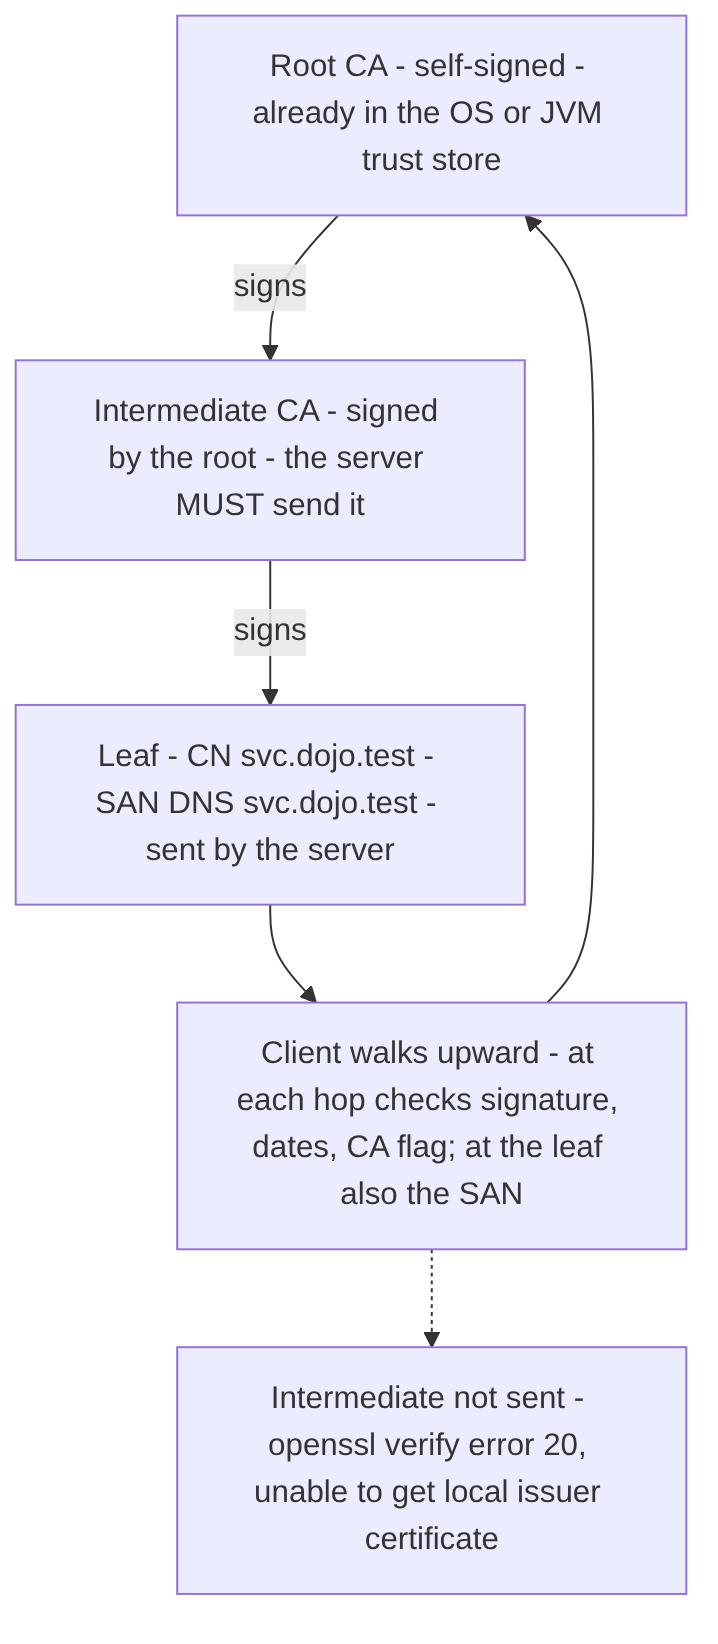 Root CA - self-signed -
already in the OS or JVM
trust store
signs
Intermediate CA - signed
by the root - the server
MUST send it
signs
Leaf - CN svc.dojo.test -
SAN DNS svc.dojo.test -
sent by the server
Client walks upward - at
each hop checks signature,
dates, CA flag; at the leaf
also the SAN
Intermediate not sent -
openssl verify error 20,
unable to get local issuer
certificate